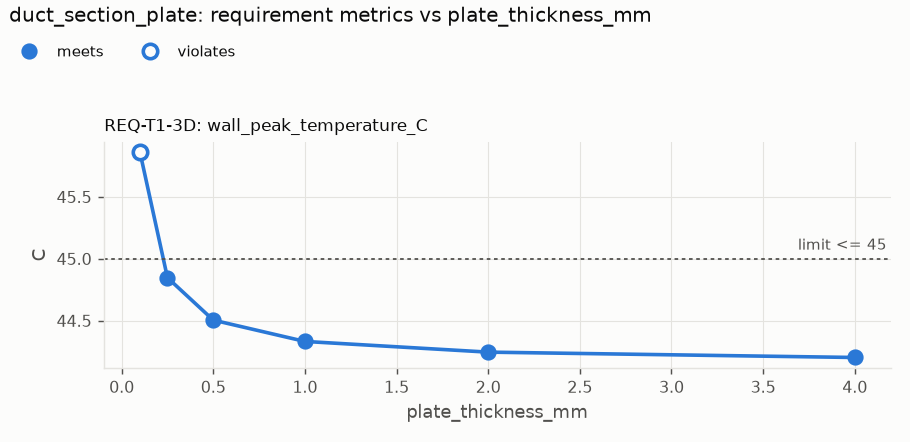 duct_section_plate: requirement metrics vs plate_thickness_mm
meets violates
REQ-T1-3D: wall_peak_temperature_C
45.5
limit <= 45
45.0
C
44.5
0.0 0.5 1.0 1.5 2.0 2.5 3.0 3.5 4.0
plate_thickness_mm